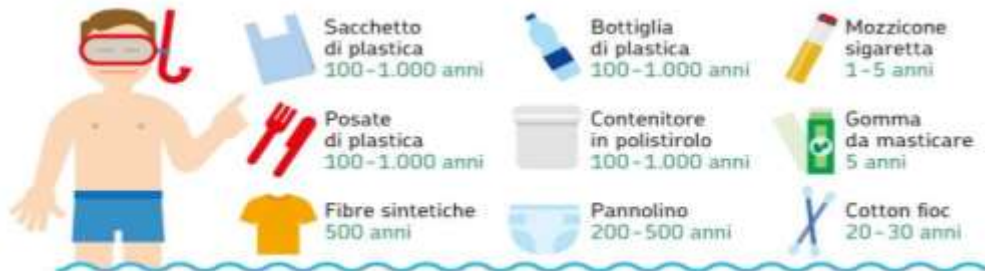 Sacchetto
di plastica
100-1.000 anni
Bottiglia
di plastica
100-1.000 anni
Mozzicone
sigaretta
1-5 anni
Posate
di plastica
100-1.000 anni
Contenitore
in polistirolo
100-1.000 anni
Gomma
da masticare
5 anni
Fibre sintetiche
500 anni
Pannolino
200-500 anni
Cotton fioc
20-30 anni